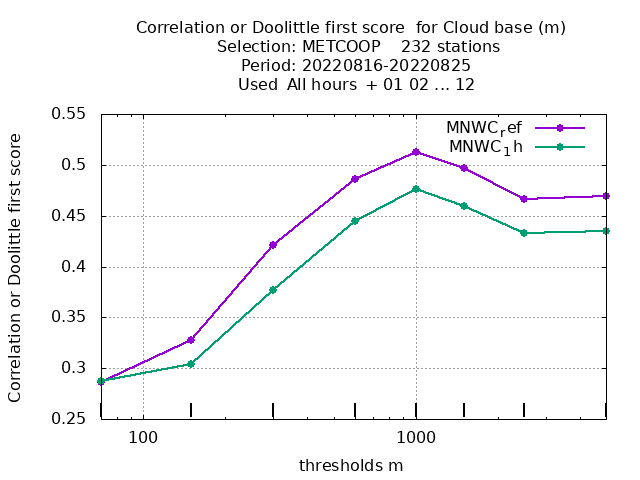 Correlation or Doolittle first score  for Cloud base (m)
Selection: METCOOP    232 stations
Period: 20220816-20220825
Used  All hours  + 01 02 ... 12
0.55
0.5
0.45
0.4
0.35
0.3
0.25
Correlation or Doolittle first score
MNWC_ref
MNWC_1h
100
1000
thresholds m